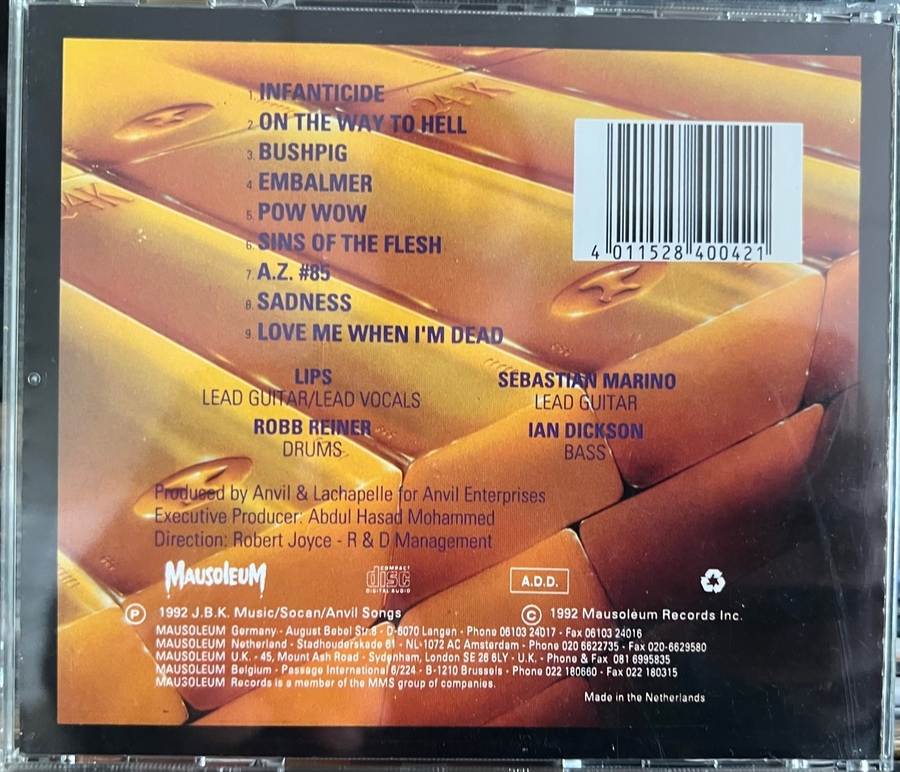 1. INFANTICIDE
2. ON THE WAY TO HELL
3. BUSHPIG
4. EMBALMER
5. POW WOW
6. SINS OF THE FLESH
7. A.Z. #85
8. SADNESS
9. LOVE ME WHEN I'M DEAD
24K
24K
4 011528 400421
LIPS
LEAD GUITAR/LEAD VOCALS
SEBASTIAN MARINO
LEAD GUITAR
ROBB REINER
DRUMS
IAN DICKSON
BASS
Produced by Anvil & Lachapelle for Anvil Enterprises
Executive Producer: Abdul Hasad Mohammed
Direction: Robert Joyce - R & D Management
MAUSOLEUM
COMPACT disc DIGITAL AUDIO
A.D.D.
Ⓟ 1992 J.B.K. Music/Socan/Anvil Songs
© 1992 Mausolèum Records Inc.
MAUSOLEUM Germany - August Bebel Str.8 - D-6070 Langen - Phone 06103 24017 - Fax 06103 24016
MAUSOLEUM Netherland - Stadhouderskade 61 - NL-1072 AC Amsterdam - Phone 020 6622735 - Fax 020-6629580
MAUSOLEUM U.K. - 45, Mount Ash Road - Sydenham, London SE 26 6LY - U.K. - Phone & Fax 081 6995835
MAUSOLEUM Belgium - Passage International 6/224 - B-1210 Brussels - Phone 022 180660 - Fax 022 180315
MAUSOLEUM Records is a member of the MMS group of companies.
Made in the Netherlands